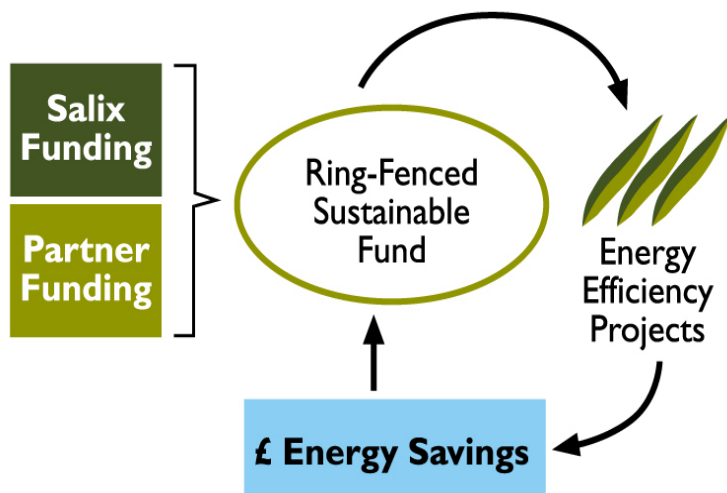 Salix
Funding
Partner
Funding
Ring-Fenced
Sustainable
Fund
Energy
Efficiency
Projects
£ Energy Savings